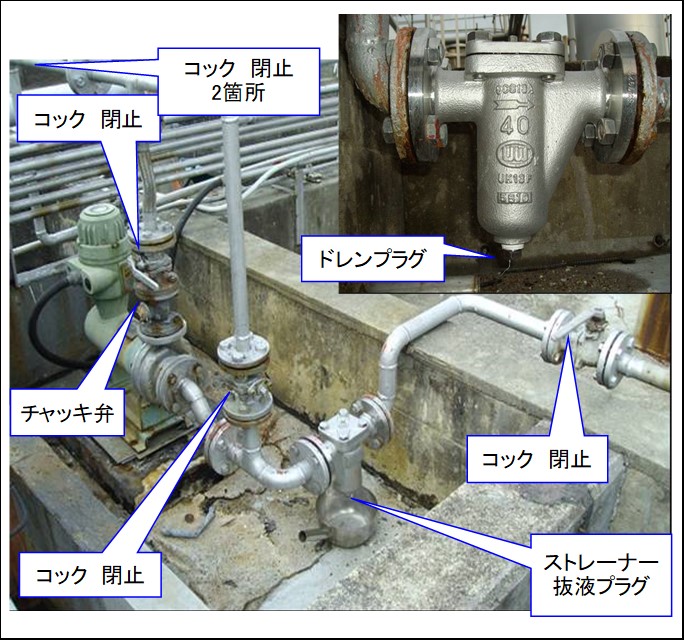 コック　閉止
2箇所
コック　閉止
40
ドレンプラグ
チャッキ弁
コック　閉止
コック　閉止
ストレーナー
抜液プラグ